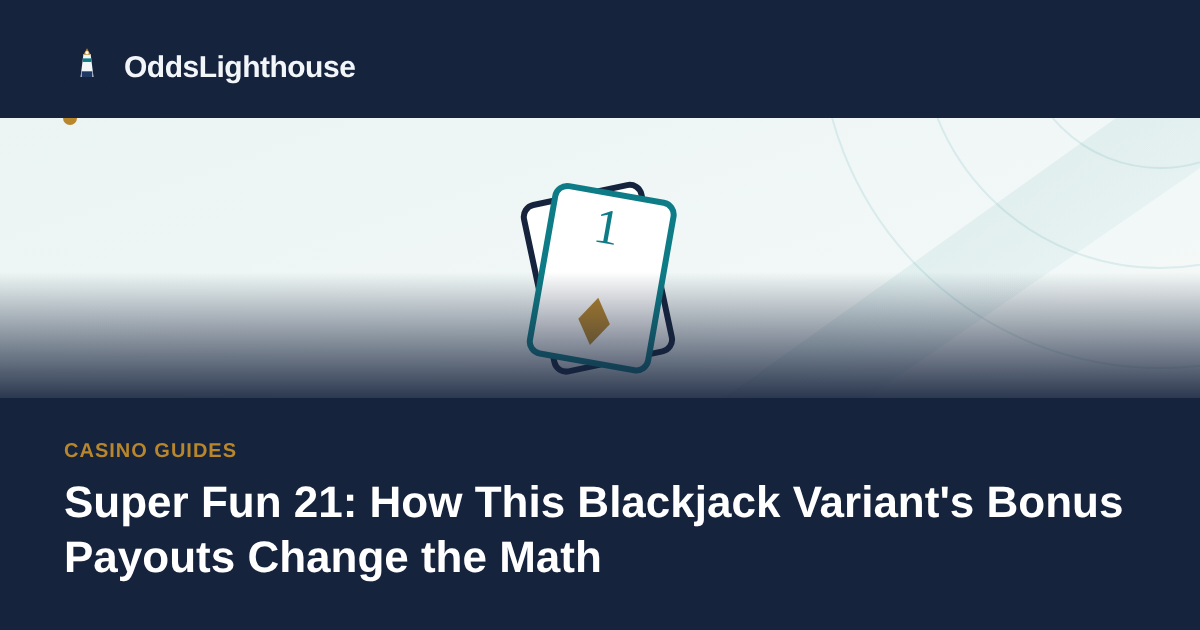 OddsLighthouse
1
CASINO GUIDES
Super Fun 21: How This Blackjack Variant's Bonus
Payouts Change the Math